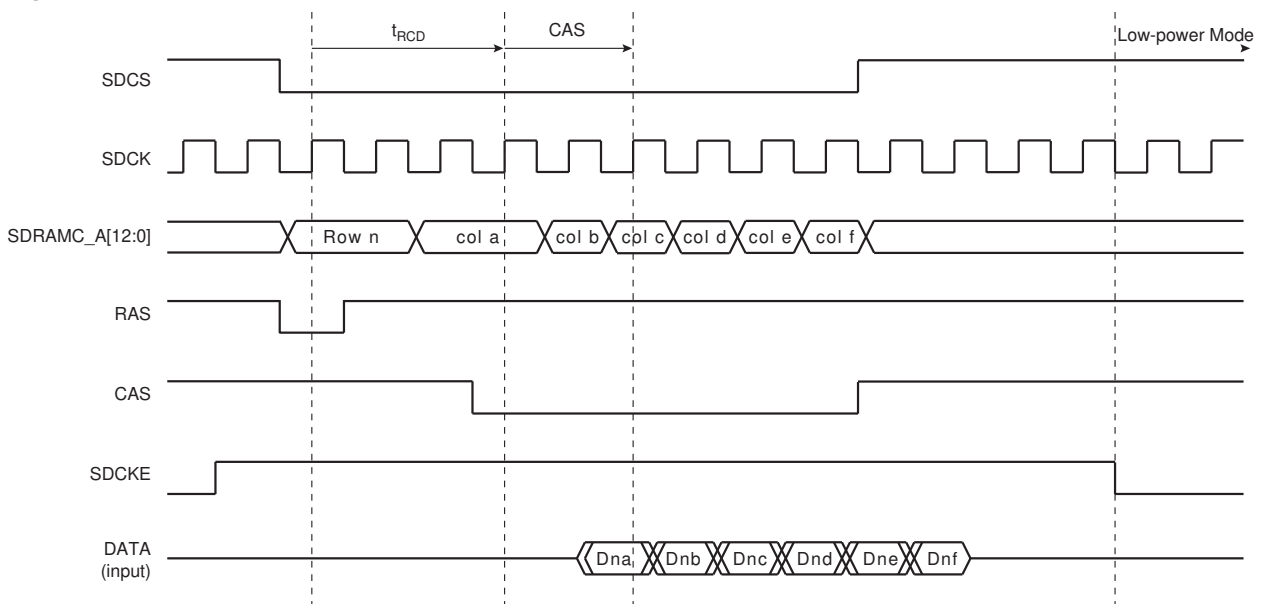 tRCD
CAS
Low-power Mode
SDCS
SDCK
SDRAMC_A[12:0]
Row n
col a
col b
col c
col d
col e
col f
RAS
CAS
SDCKE
DATA
(input)
Dna
Dnb
Dnc
Dnd
Dne
Dnf